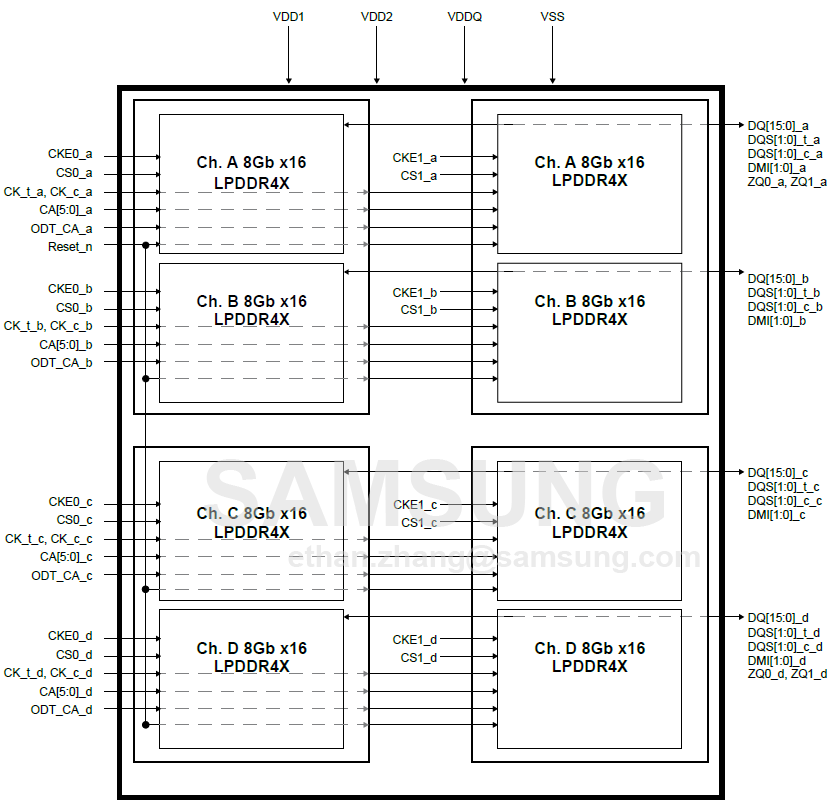 VDD1 VDD2 VDDQ VSS
CKE0_a
CS0_a
CK_t_a, CK_c_a
CA[5:0]_a
ODT_CA_a
Reset_n
Ch. A 8Gb x16
LPDDR4X
CKE1_a
CS1_a
Ch. A 8Gb x16
LPDDR4X
DQ[15:0]_a
DQS[1:0]_t_a
DQS[1:0]_c_a
DMI[1:0]_a
ZQ0_a, ZQ1_a
CKE0_b
CS0_b
CK_t_b, CK_c_b
CA[5:0]_b
ODT_CA_b
Ch. B 8Gb x16
LPDDR4X
CKE1_b
CS1_b
Ch. B 8Gb x16
LPDDR4X
DQ[15:0]_b
DQS[1:0]_t_b
DQS[1:0]_c_b
DMI[1:0]_b
SAMSUNG
ethan.zhang@samsung.com
CKE0_c
CS0_c
CK_t_c, CK_c_c
CA[5:0]_c
ODT_CA_c
Ch. C 8Gb x16
LPDDR4X
CKE1_c
CS1_c
Ch. C 8Gb x16
LPDDR4X
DQ[15:0]_c
DQS[1:0]_t_c
DQS[1:0]_c_c
DMI[1:0]_c
CKE0_d
CS0_d
CK_t_d, CK_c_d
CA[5:0]_d
ODT_CA_d
Ch. D 8Gb x16
LPDDR4X
CKE1_d
CS1_d
Ch. D 8Gb x16
LPDDR4X
DQ[15:0]_d
DQS[1:0]_t_d
DQS[1:0]_c_d
DMI[1:0]_d
ZQ0_d, ZQ1_d